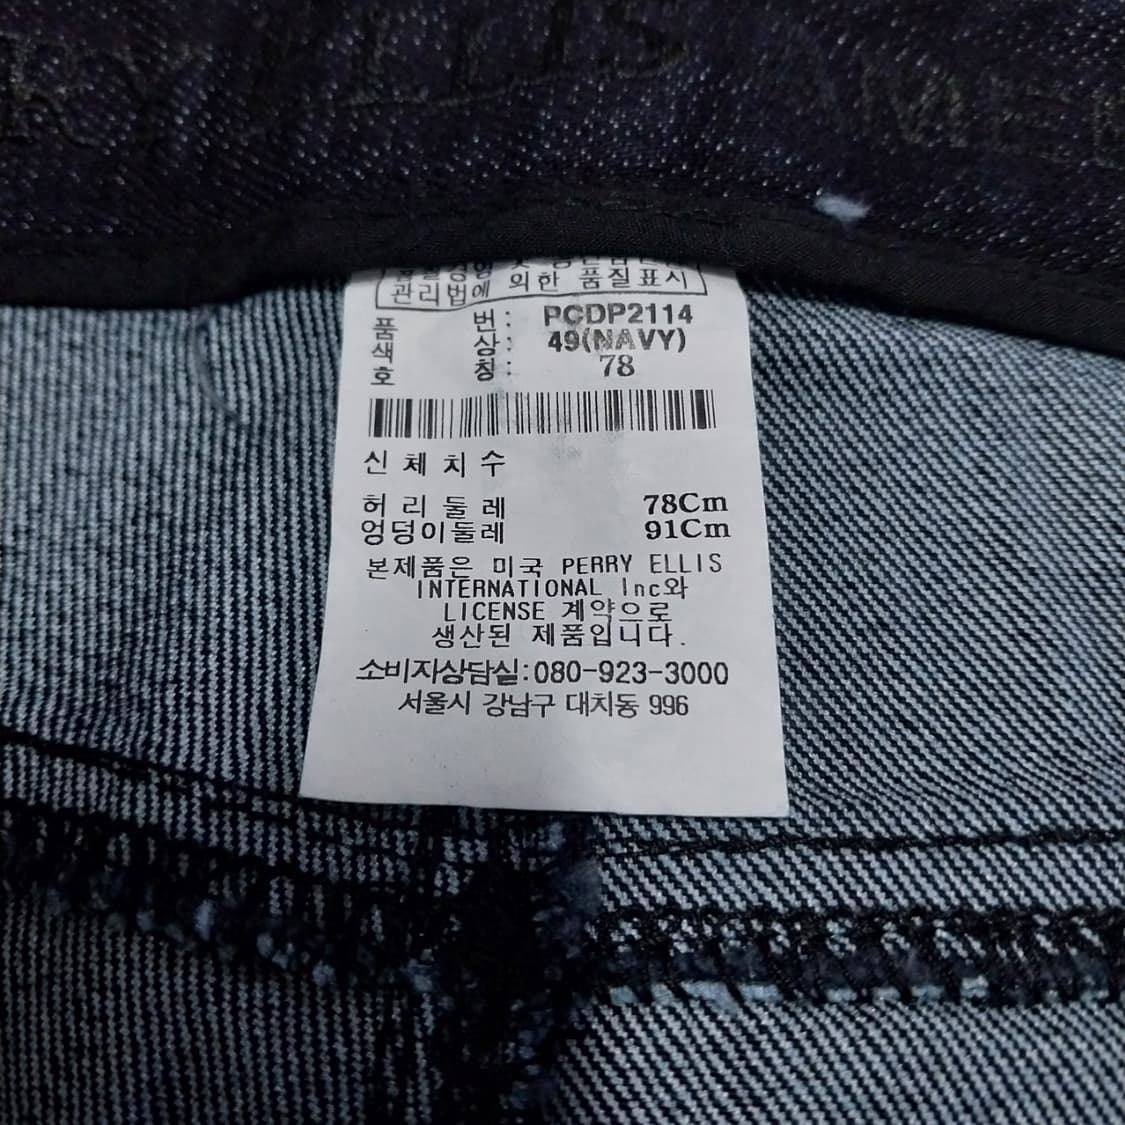 관리법에 의한 품질표시
품 번 : PCDP2114
색 상 : 49(NAVY)
호 칭 : 78
신체치수
허리둘레 78Cm
엉덩이둘레 91Cm
본제품은 미국 PERRY ELLIS
INTERNATIONAL Inc와
LICENSE 계약으로
생산된 제품입니다.
소비자상담실:080-923-3000
서울시 강남구 대치동 996